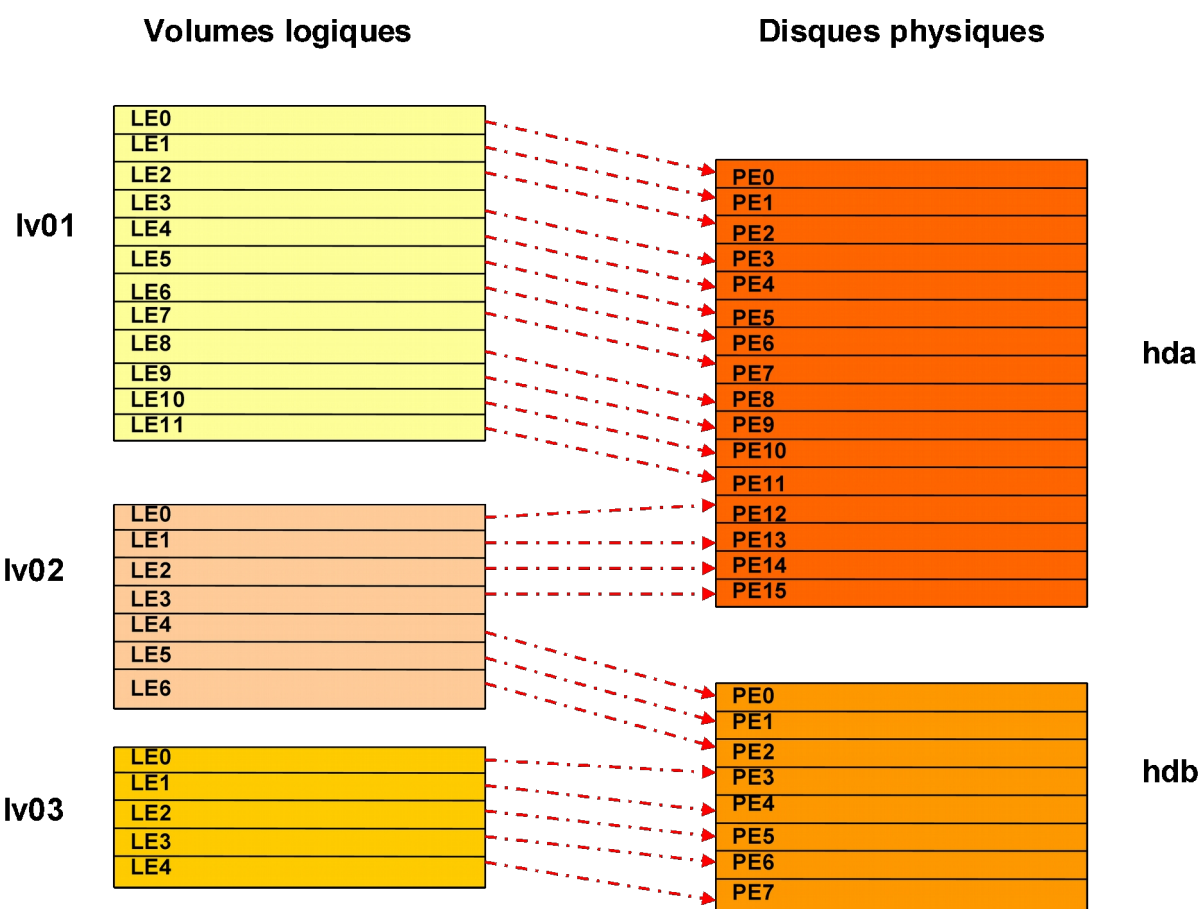 Volumes logiques
Disques physiques
lv01
LE0
LE1
LE2
LE3
LE4
LE5
LE6
LE7
LE8
LE9
LE10
LE11
lv02
LE0
LE1
LE2
LE3
LE4
LE5
LE6
lv03
LE0
LE1
LE2
LE3
LE4
PE0
PE1
PE2
PE3
PE4
PE5
PE6
PE7
PE8
PE9
PE10
PE11
PE12
PE13
PE14
PE15
hda
PE0
PE1
PE2
PE3
PE4
PE5
PE6
PE7
hdb